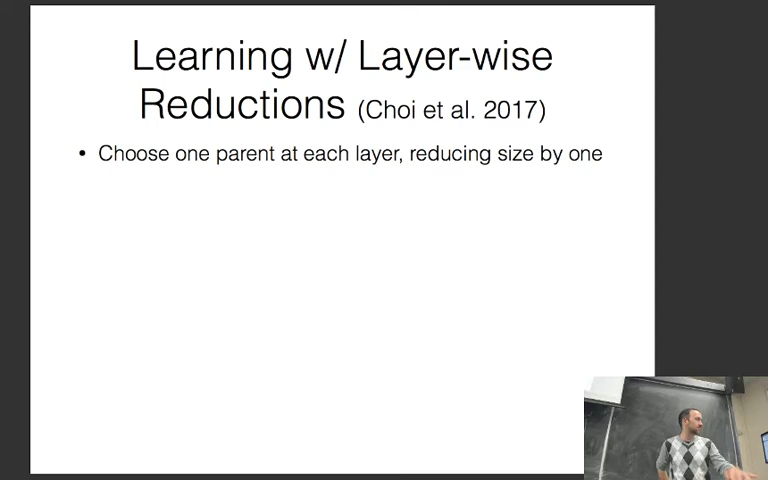 Learning w/ Layer-wise
Reductions (Choi et al. 2017)
• Choose one parent at each layer, reducing size by one